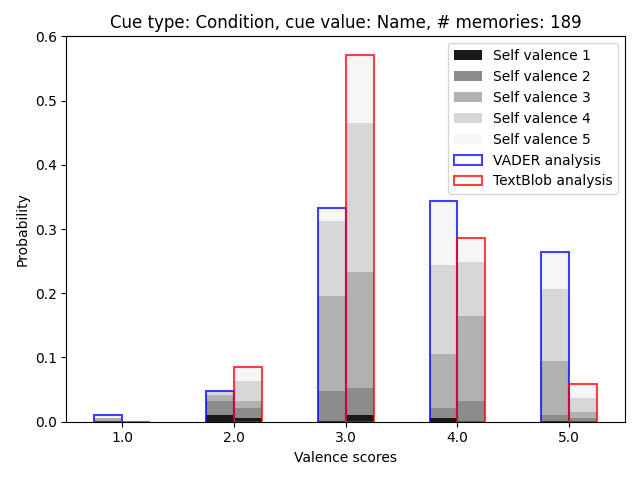 Cue type: Condition, cue value: Name, # memories: 189
Self valence 1
Self valence 2
Self valence 3
Self valence 4
Self valence 5
VADER analysis
TextBlob analysis
Probability
0.6
0.5
0.4
0.3
0.2
0.1
0.0
1.0 2.0 3.0 4.0 5.0
Valence scores